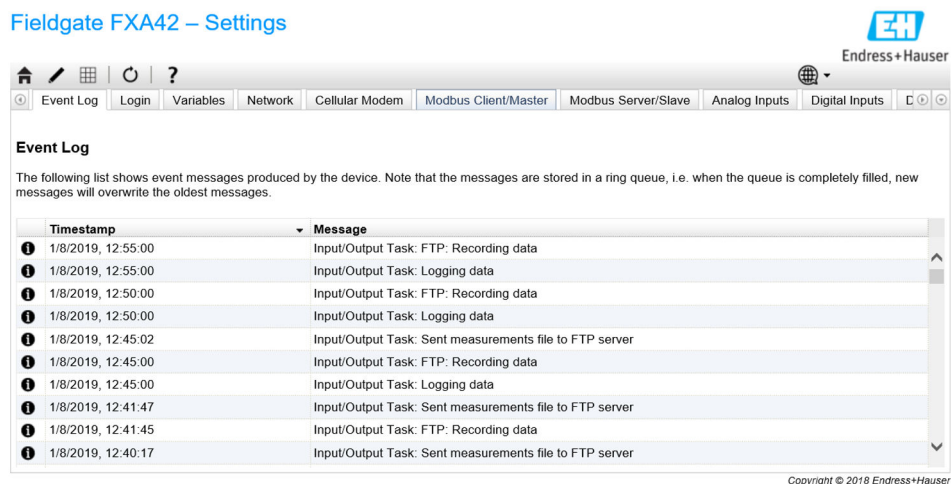 Fieldgate FXA42 – Settings
EH
Endress+Hauser
?
Event Log Login Variables Network Cellular Modem Modbus Client/Master Modbus Server/Slave Analog Inputs Digital Inputs
Event Log
The following list shows event messages produced by the device. Note that the messages are stored in a ring queue, i.e. when the queue is completely filled, new
messages will overwrite the oldest messages.
Timestamp Message
1/8/2019, 12:55:00 Input/Output Task: FTP: Recording data
1/8/2019, 12:55:00 Input/Output Task: Logging data
1/8/2019, 12:50:00 Input/Output Task: FTP: Recording data
1/8/2019, 12:50:00 Input/Output Task: Logging data
1/8/2019, 12:45:02 Input/Output Task: Sent measurements file to FTP server
1/8/2019, 12:45:00 Input/Output Task: FTP: Recording data
1/8/2019, 12:45:00 Input/Output Task: Logging data
1/8/2019, 12:41:47 Input/Output Task: Sent measurements file to FTP server
1/8/2019, 12:41:45 Input/Output Task: FTP: Recording data
1/8/2019, 12:40:17 Input/Output Task: Sent measurements file to FTP server
Copyright © 2018 Endress+Hauser